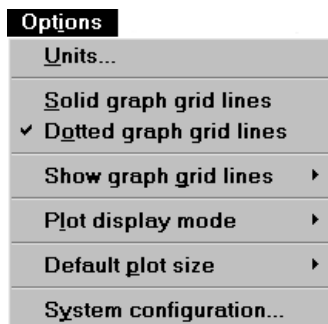 Options
Units...
Solid graph grid lines
Dotted graph grid lines
Show graph grid lines
Plot display mode
Default plot size
System configuration...